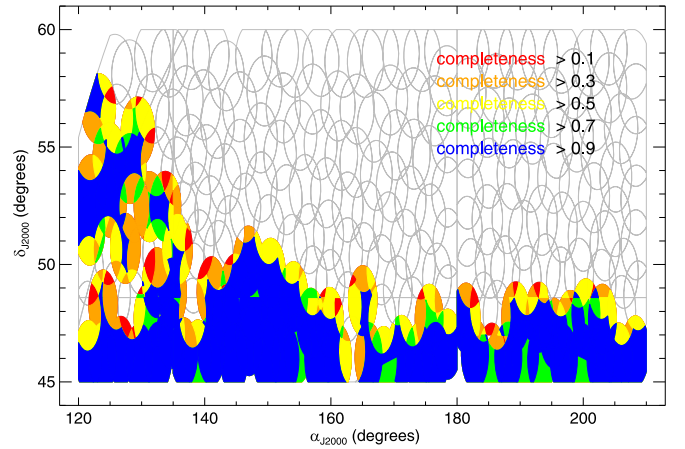 60
completeness > 0.1
completeness > 0.3
completeness > 0.5
completeness > 0.7
completeness > 0.9
55
δJ2000 (degrees)
50
45
120 140 160 180 200
αJ2000 (degrees)